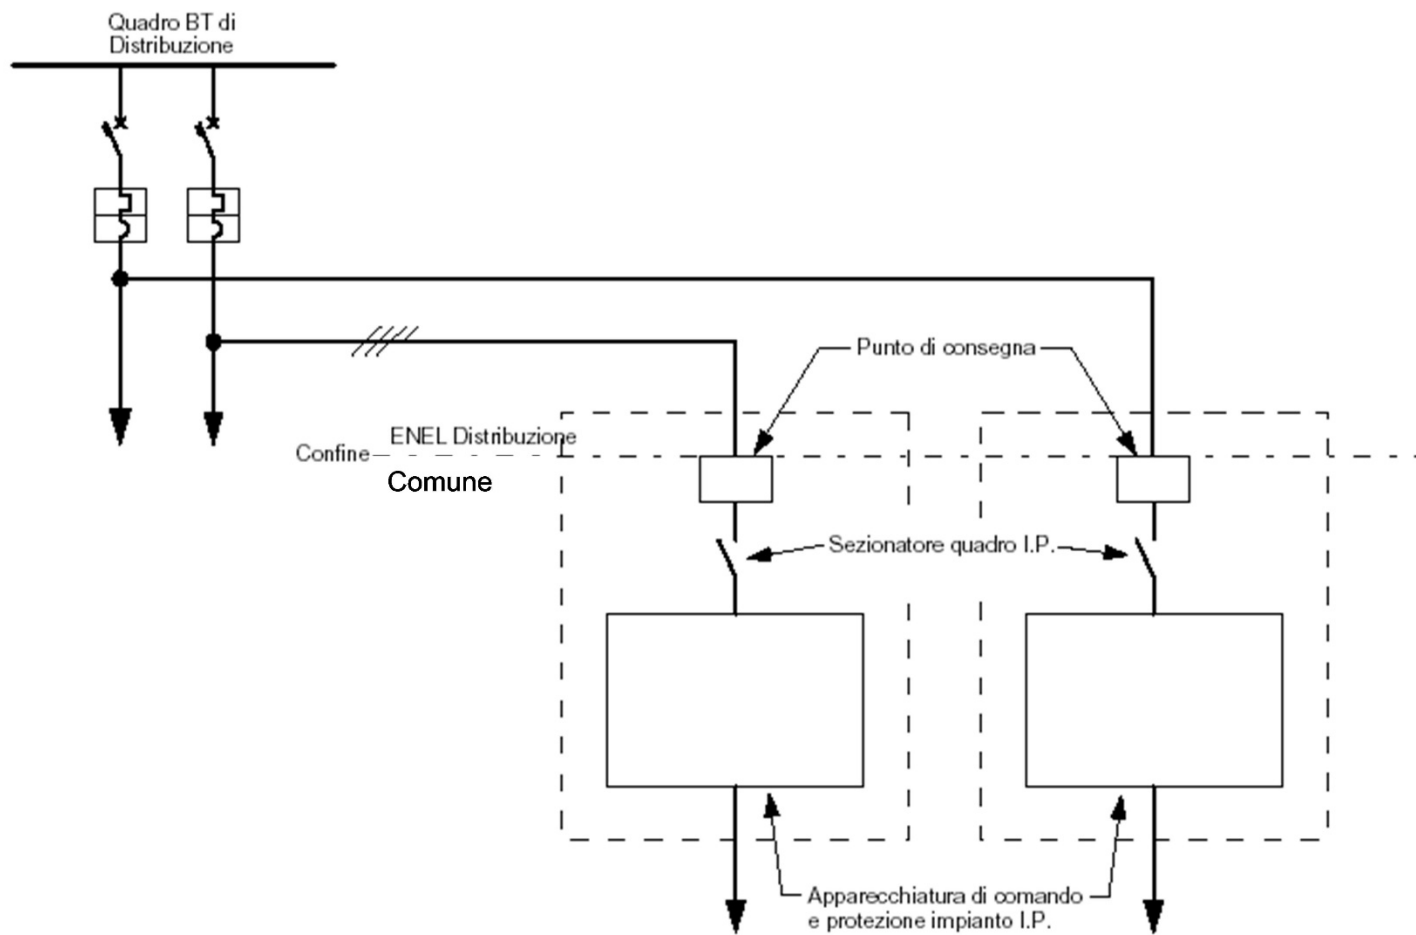 Quadro BT di
Distribuzione
Punto di consegna
ENEL Distribuzione
Confine
Comune
Sezionatore quadro I.P.
Apparecchiatura di comando
e protezione impianto I.P.